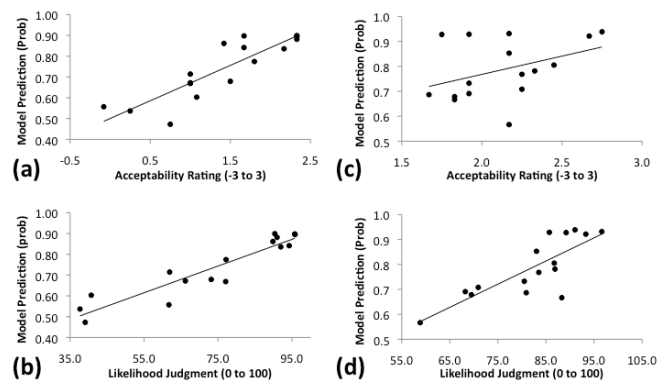 Model Prediction (Prob)
1.00
0.90
0.80
0.70
0.60
0.50
0.40
-0.5 0.5 1.5 2.5
(a) Acceptability Rating (-3 to 3)
Model Prediction (Prob)
1.0
0.9
0.8
0.7
0.6
0.5
1.5 2.0 2.5 3.0
(c) Acceptability Rating (-3 to 3)
Model Prediction (prob)
1.00
0.90
0.80
0.70
0.60
0.50
0.40
35.0 55.0 75.0 95.0
(b) Likelihood Judgment (0 to 100)
Model Prediction (prob)
1.0
0.9
0.8
0.7
0.6
0.5
55.0 65.0 75.0 85.0 95.0 105.0
(d) Likelihood Judgment (0 to 100)